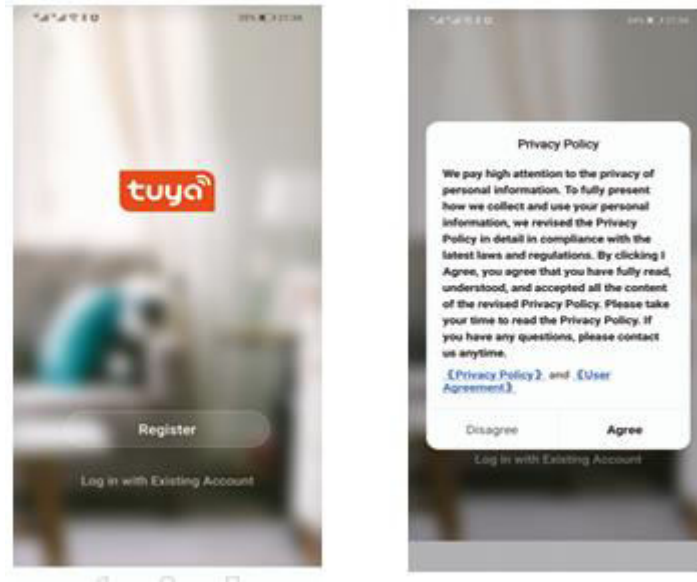 tuya
Register
Log in with Existing Account
Privacy Policy
We pay high attention to the privacy of
personal information. To fully present
how we collect and use your personal
information, we revised the Privacy
Policy in detail in compliance with the
latest laws and regulations. By clicking I
Agree, you agree that you have fully read,
understood, and accepted all the content
of the revised Privacy Policy. Please take
your time to read the Privacy Policy. If
you have any questions, please contact
us anytime.
《Privacy Policy》 and 《User
Agreement》
Disagree
Agree
Log in with Existing Account